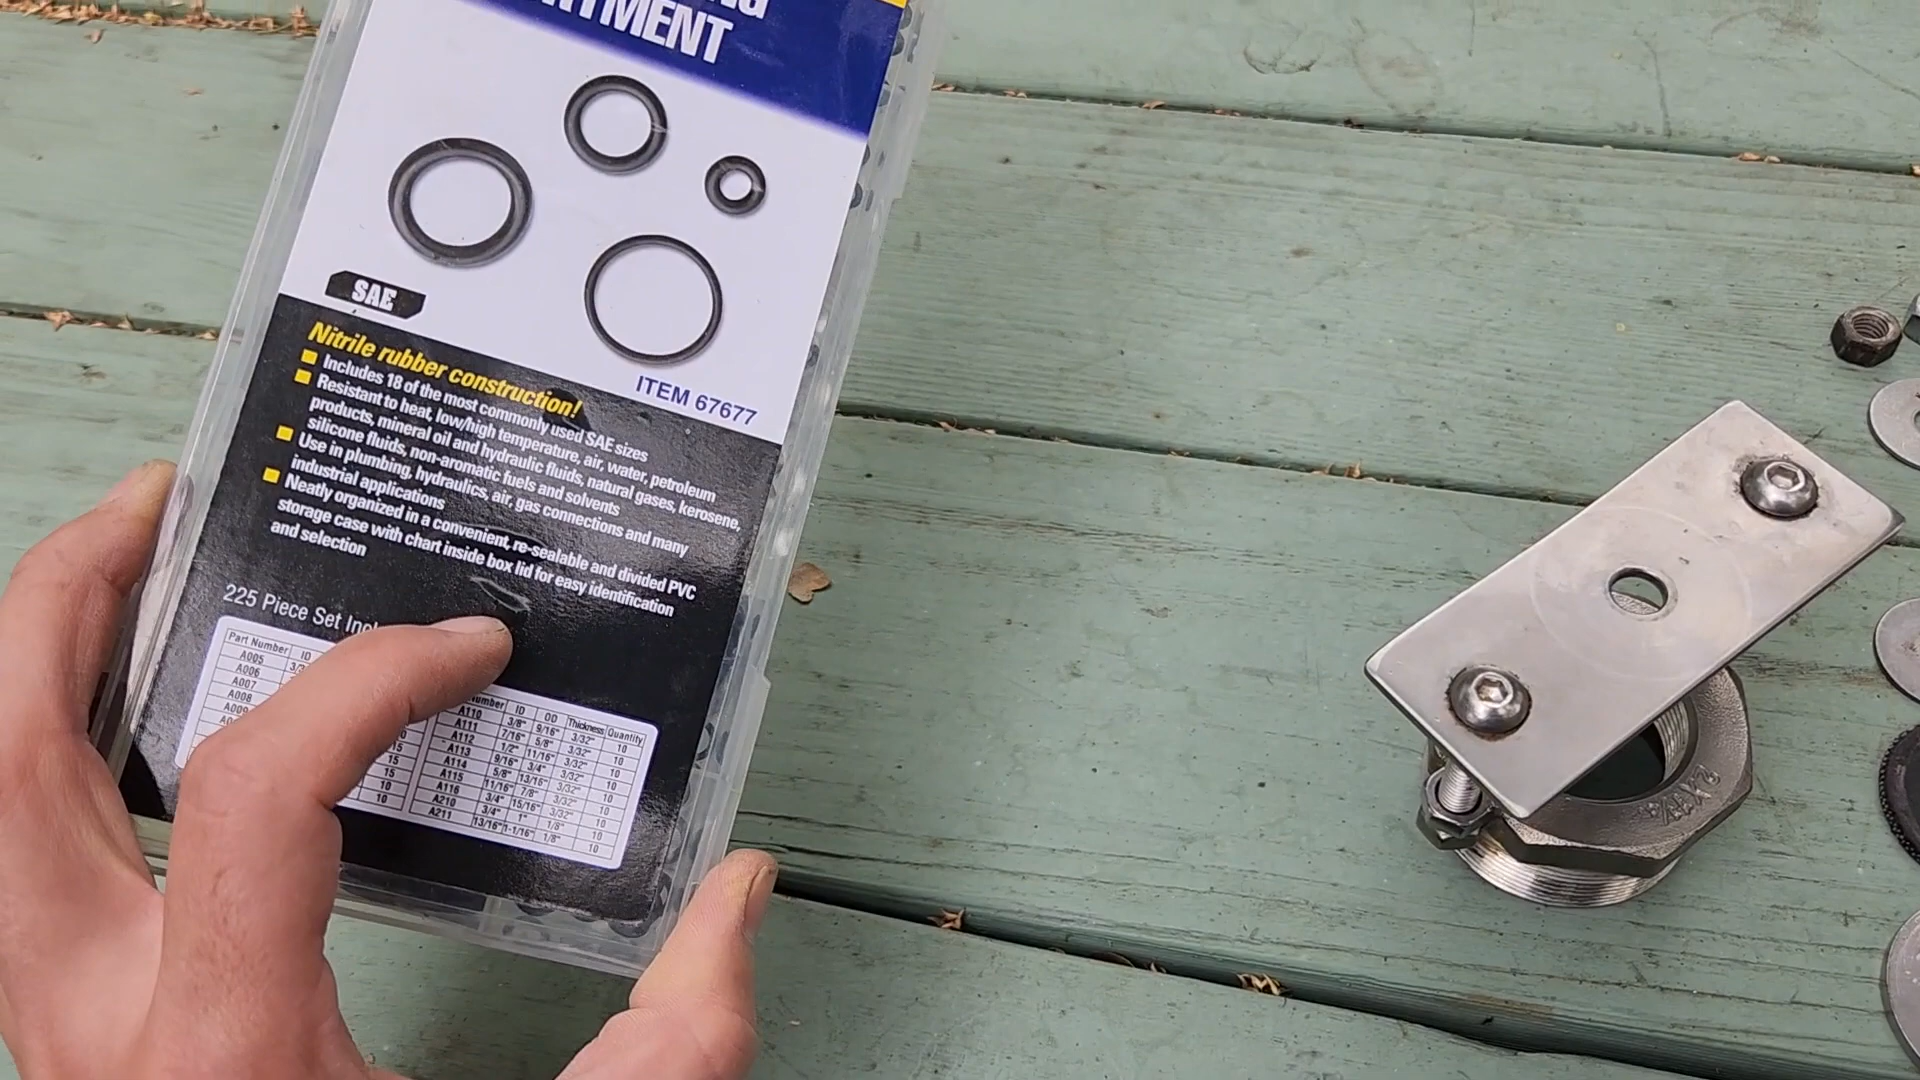 SAE
ITEM 67677
Nitrile rubber construction!
Includes 18 of the most commonly used SAE sizes
Resistant to heat, low/high temperature, air, water, petroleum
products, mineral oil and hydraulic fluids, natural gases, kerosene,
silicone fluids, non-aromatic fuels and solvents
Use in plumbing, hydraulics, air, gas connections and many
industrial applications
Neatly organized in a convenient, re-sealable and divided PVC
storage case with chart inside box lid for easy identification
and selection
225 Piece Set
Part Number ID
A005
A006
A007
A008
A009
15
15
10
10
ID OD Thickness Quantity
A110 3/8" 9/16" 3/32" 10
A111 7/16" 5/8" 3/32" 10
A112 1/2" 11/16" 3/32" 10
A113 9/16" 3/4" 3/32" 10
A114 5/8" 13/16" 3/32" 10
A115 11/16" 7/8" 3/32" 10
A116 3/4" 15/16" 3/32" 10
A210 3/4" 1" 1/8" 10
A211 13/16" 1-1/16" 1/8" 10